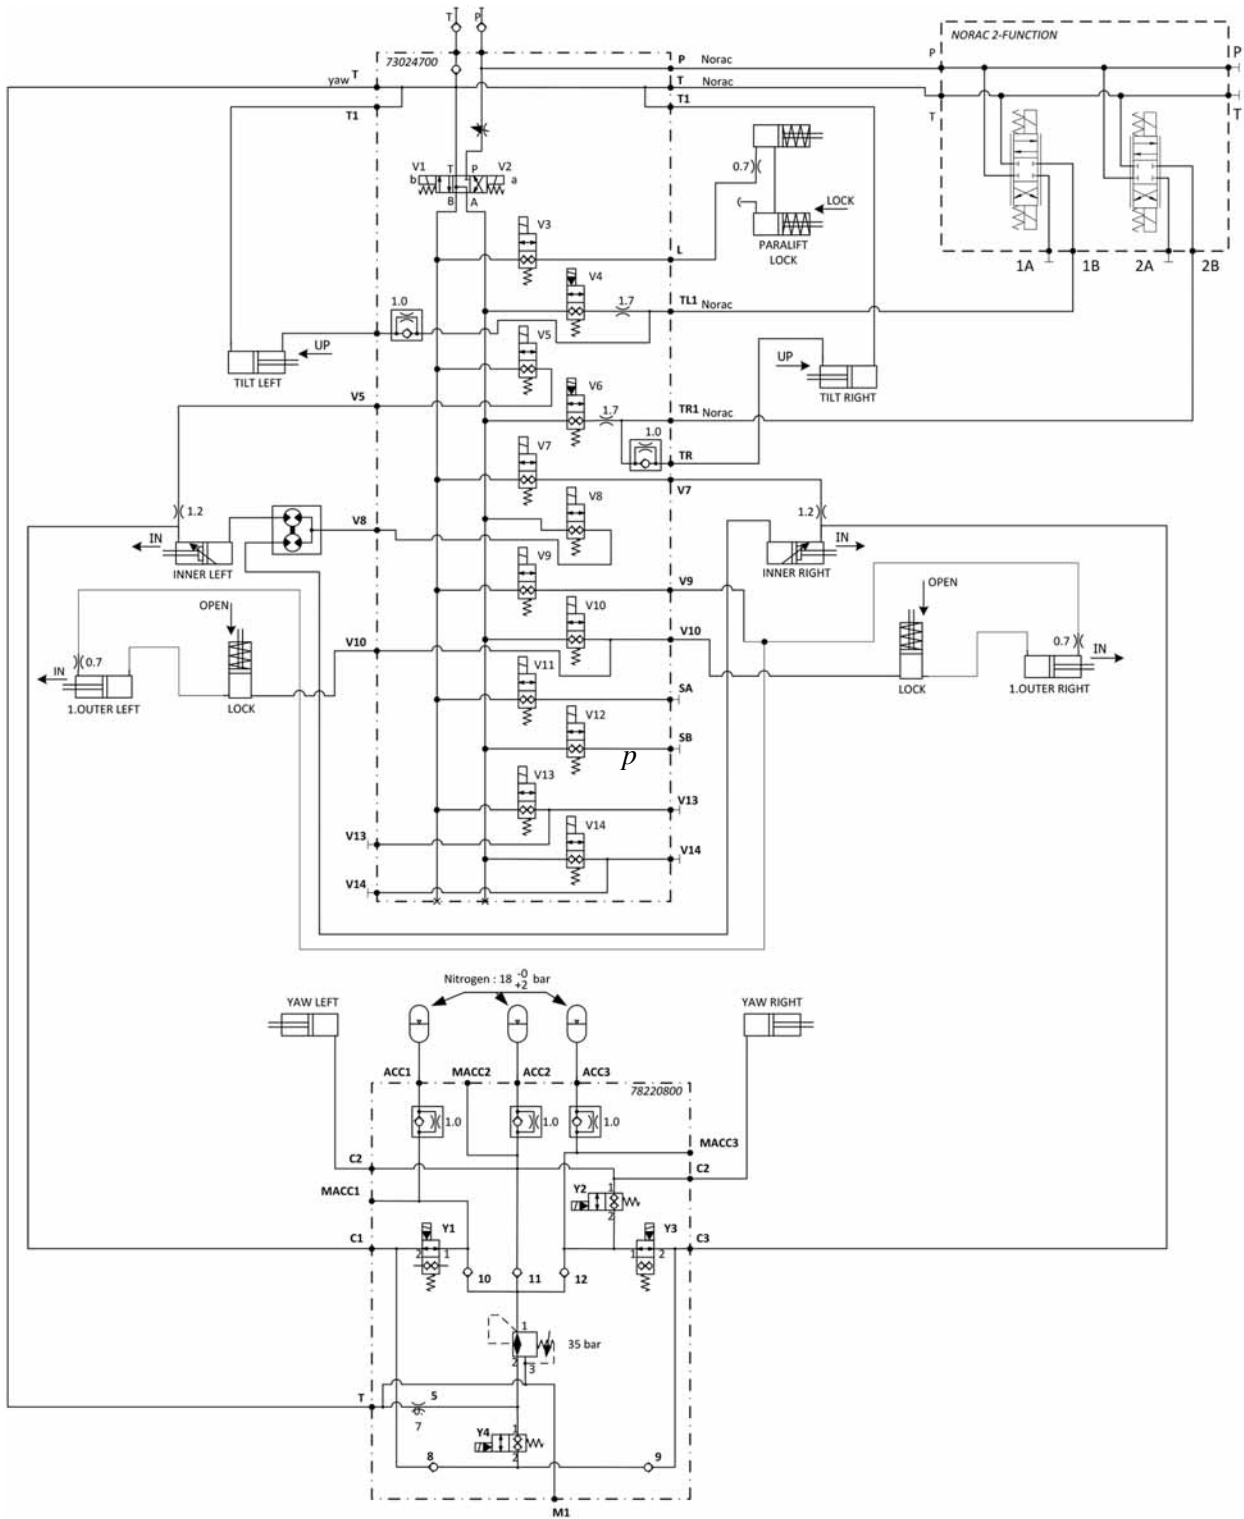 T P
NORAC 2-FUNCTION
73024700
P Norac
P P
yaw T
T Norac
T1
T1
T T
V1 T P V2
b a
B A
0.7
LOCK
PARALIFT
LOCK
V3
L
1A 1B 2A 2B
V4
1.0
1.7
TL1 Norac
V5
UP
TILT LEFT
UP
TILT RIGHT
V6
V5
1.7
TR1 Norac
1.0
TR
V7
V7
V8
1.2
V8
1.2
IN
INNER LEFT
V9
IN
INNER RIGHT
V9
OPEN
OPEN
V10
V10
V10
0.7
IN
1.OUTER LEFT
LOCK
V11
SA
LOCK
0.7
IN
1.OUTER RIGHT
V12
SB
p
V13
V13
V13
V14
V14
V14
Nitrogen : 18 -0 +2 bar
YAW LEFT
YAW RIGHT
ACC1 MACC2 ACC2 ACC3
78220800
1.0 1.0 1.0
MACC3
C2
C2
MACC1
Y2 1
2
Y1
Y3
C1
2 1
1 2
C3
10 11 12
1
35 bar
2
3
T
5
0.
7
Y4 1
2
8
9
M1